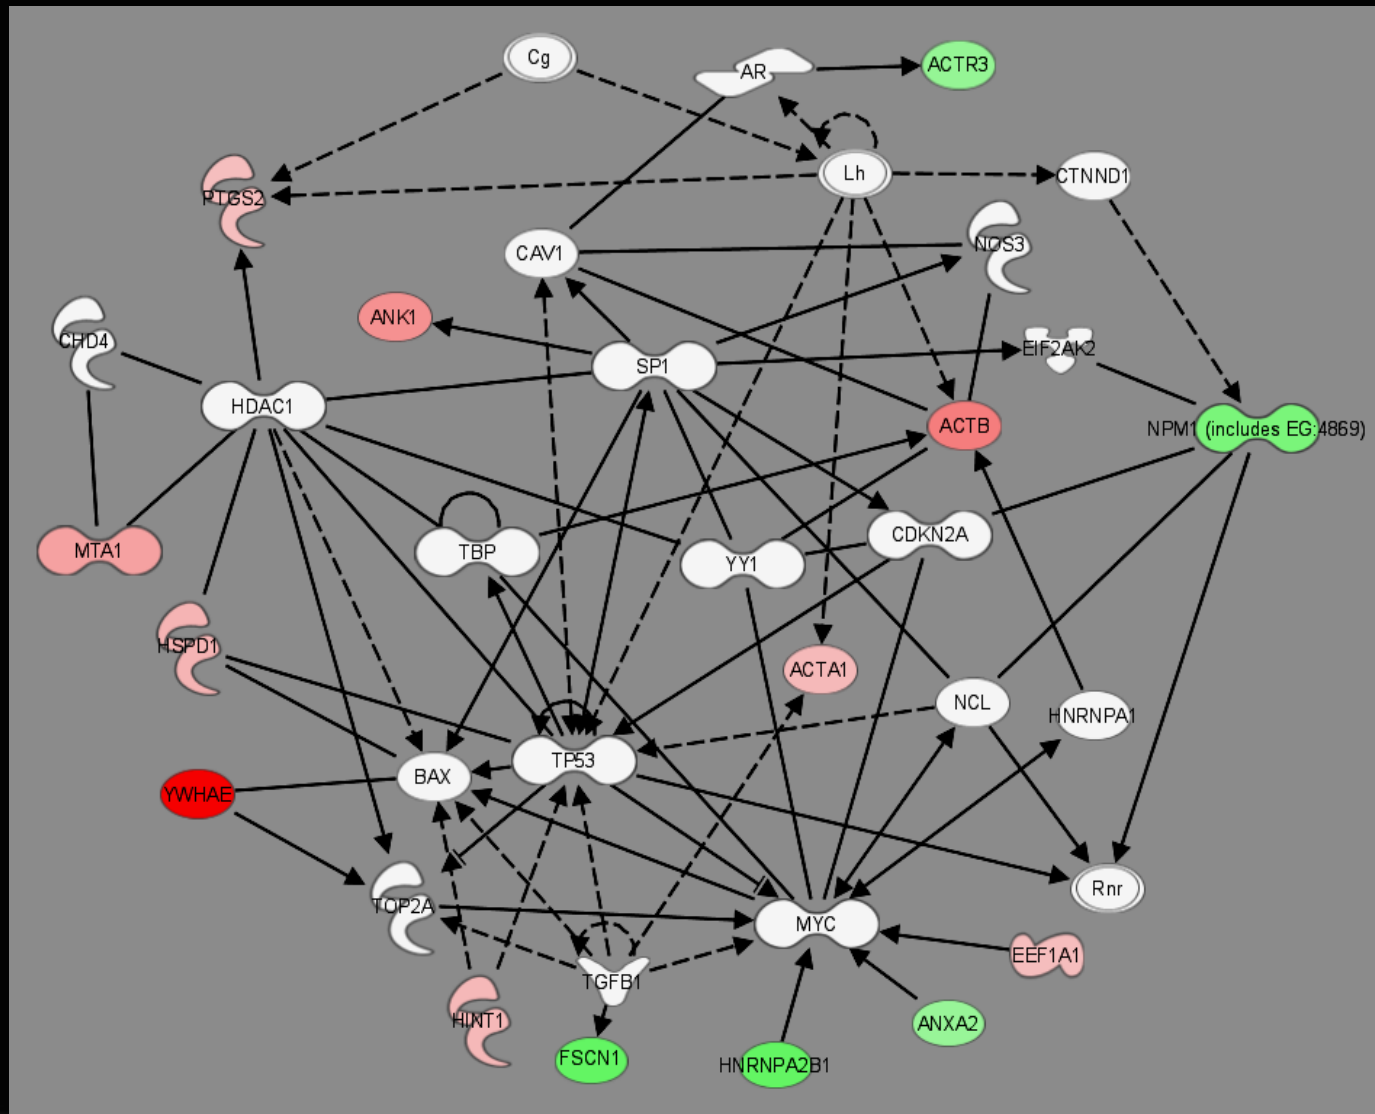 Cg
AR
ACTR3
Lh
CTNND1
PTGS2
CAV1
NOS3
ANK1
CHD4
EIF2AK2
SP1
HDAC1
ACTB
NPM1 (includes EG:4869)
CDKN2A
MTA1
TBP
YY1
HSPD1
ACTA1
NCL
HNRNPA1
TP53
BAX
YWHAE
Rnr
TOP2A
MYC
EEF1A1
TGFB1
HINT1
ANXA2
FSCN1
HNRNPA2B1